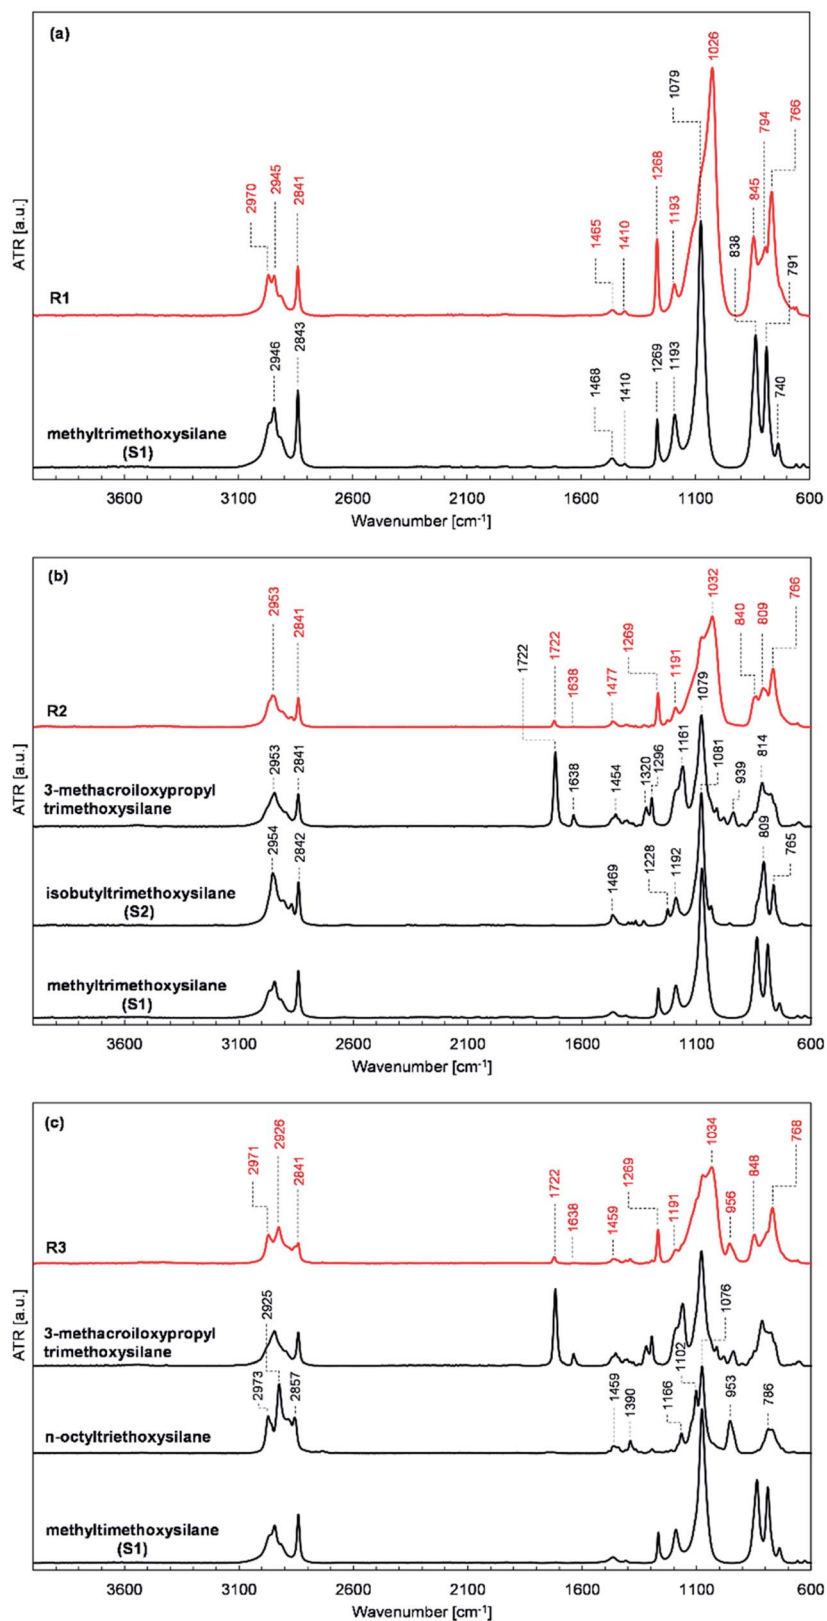 (a)
1026
1079
766
794
2970
2945
2841
1268
845
1465
1410
1193
838
791
ATR [a.u.]
R1
2946
2843
1468
1410
1269
1193
740
methyltrimethoxysilane
(S1)
3600 3100 2600 2100 1600 1100 600
Wavenumber [cm-1]
(b)
1032
2953
2841
1722
1722
1638
1477
1269
1191
1079
840
809
766
ATR [a.u.]
R2
2953
2841
1638
1454
1320
1296
1161
1081
939
814
3-methacroiloxypropyl
trimethoxysilane
2954
2842
1469
1228
1192
809
765
isobutyltrimethoxysilane
(S2)
methyltrimethoxysilane
(S1)
3600 3100 2600 2100 1600 1100 600
Wavenumber [cm-1]
(c)
1034
2971
2926
2841
1722
1638
1459
1269
1191
956
848
768
ATR [a.u.]
R3
2925
1076
3-methacroiloxypropyl
trimethoxysilane
2973
2857
1459
1390
1166
1102
953
786
n-octyltriethoxysilane
methyltimethoxysilane
(S1)
3600 3100 2600 2100 1600 1100 600
Wavenumber [cm-1]